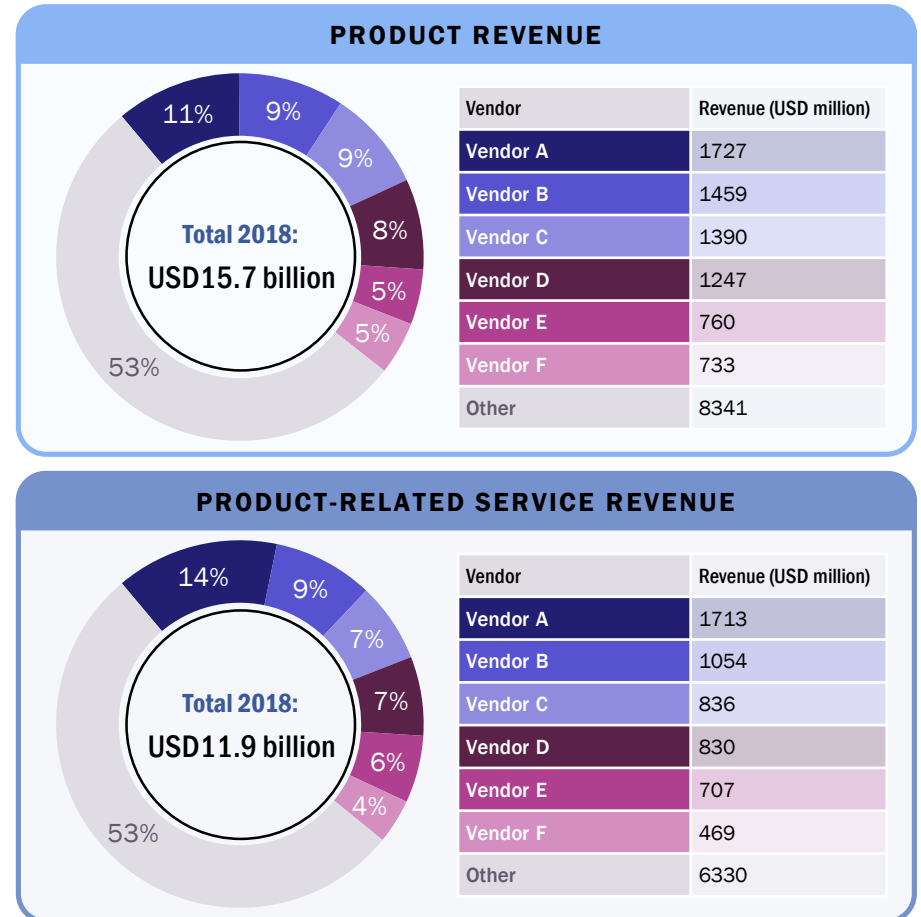 PRODUCT REVENUE
11%
9%
9%
8%
5%
5%
53%
Total 2018:
USD15.7 billion
Vendor Revenue (USD million)
Vendor A 1727
Vendor B 1459
Vendor C 1390
Vendor D 1247
Vendor E 760
Vendor F 733
Other 8341
PRODUCT-RELATED SERVICE REVENUE
14%
9%
7%
7%
6%
4%
53%
Total 2018:
USD11.9 billion
Vendor Revenue (USD million)
Vendor A 1713
Vendor B 1054
Vendor C 836
Vendor D 830
Vendor E 707
Vendor F 469
Other 6330